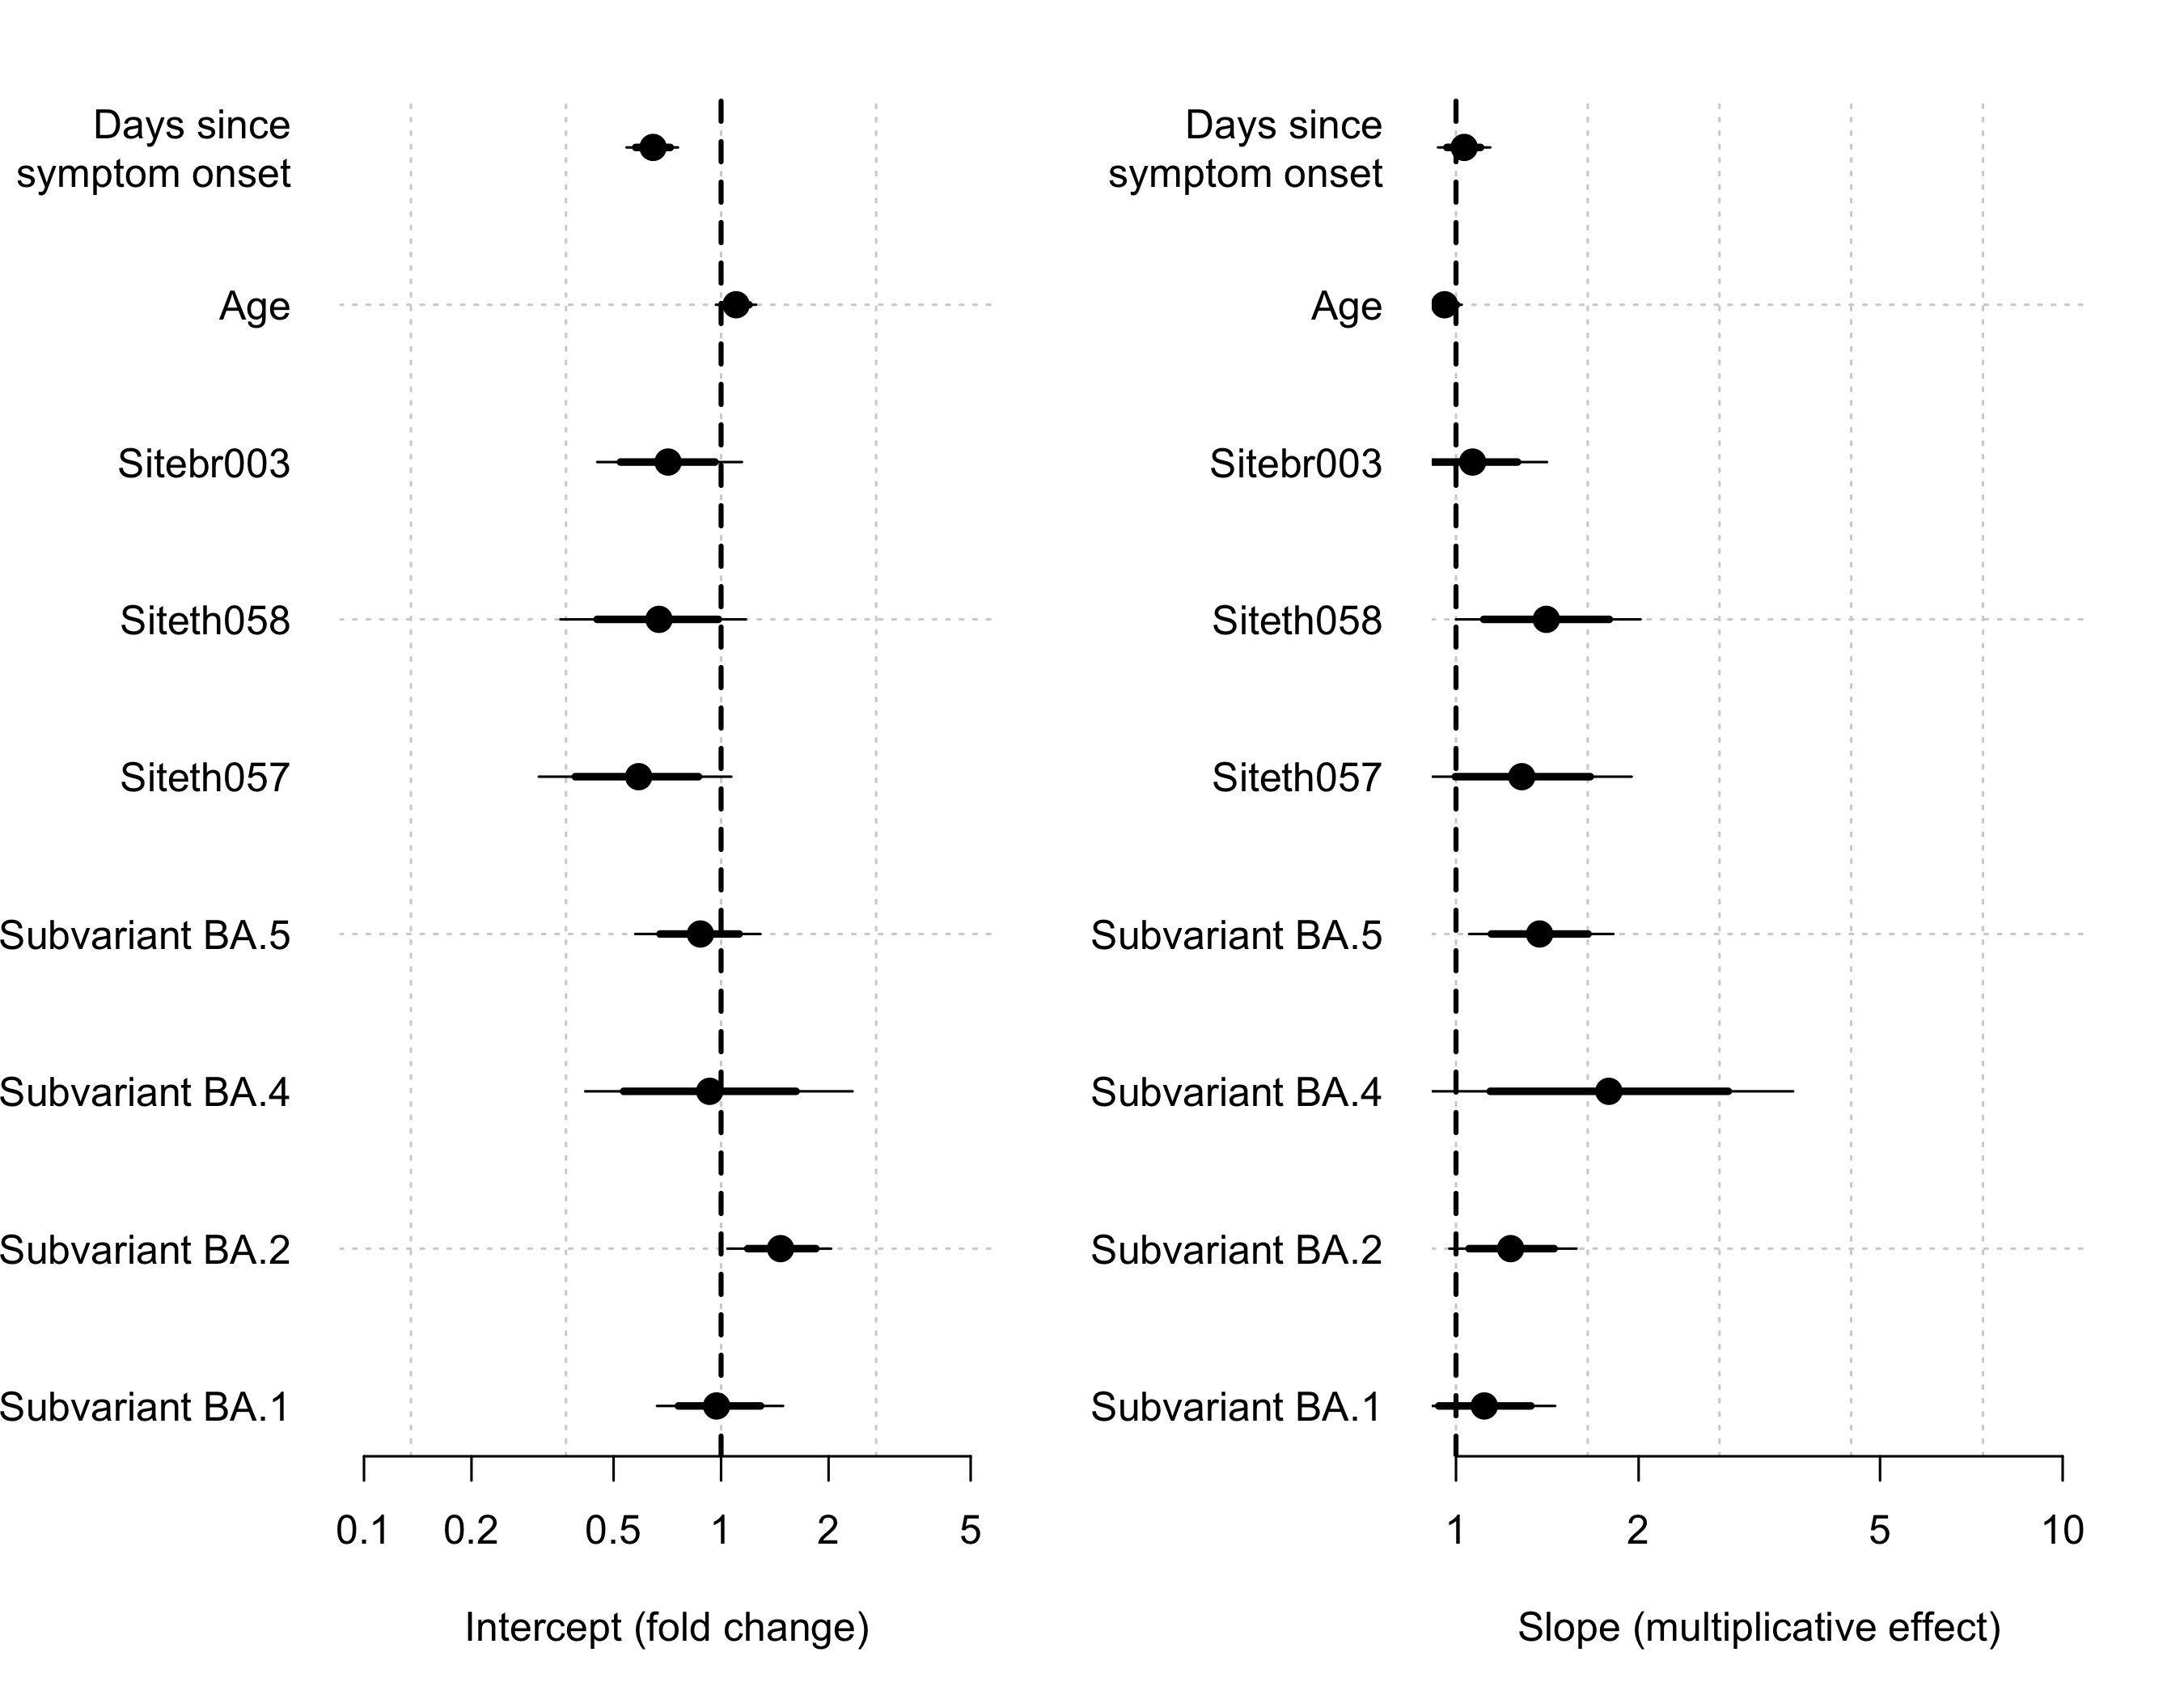 Days since
symptom onset
Age
Sitebr003
Siteth058
Siteth057
Subvariant BA.5
Subvariant BA.4
Subvariant BA.2
Subvariant BA.1
0.1 0.2 0.5 1 2 5
Intercept (fold change)
Days since
symptom onset
Age
Sitebr003
Siteth058
Siteth057
Subvariant BA.5
Subvariant BA.4
Subvariant BA.2
Subvariant BA.1
1 2 5 10
Slope (multiplicative effect)